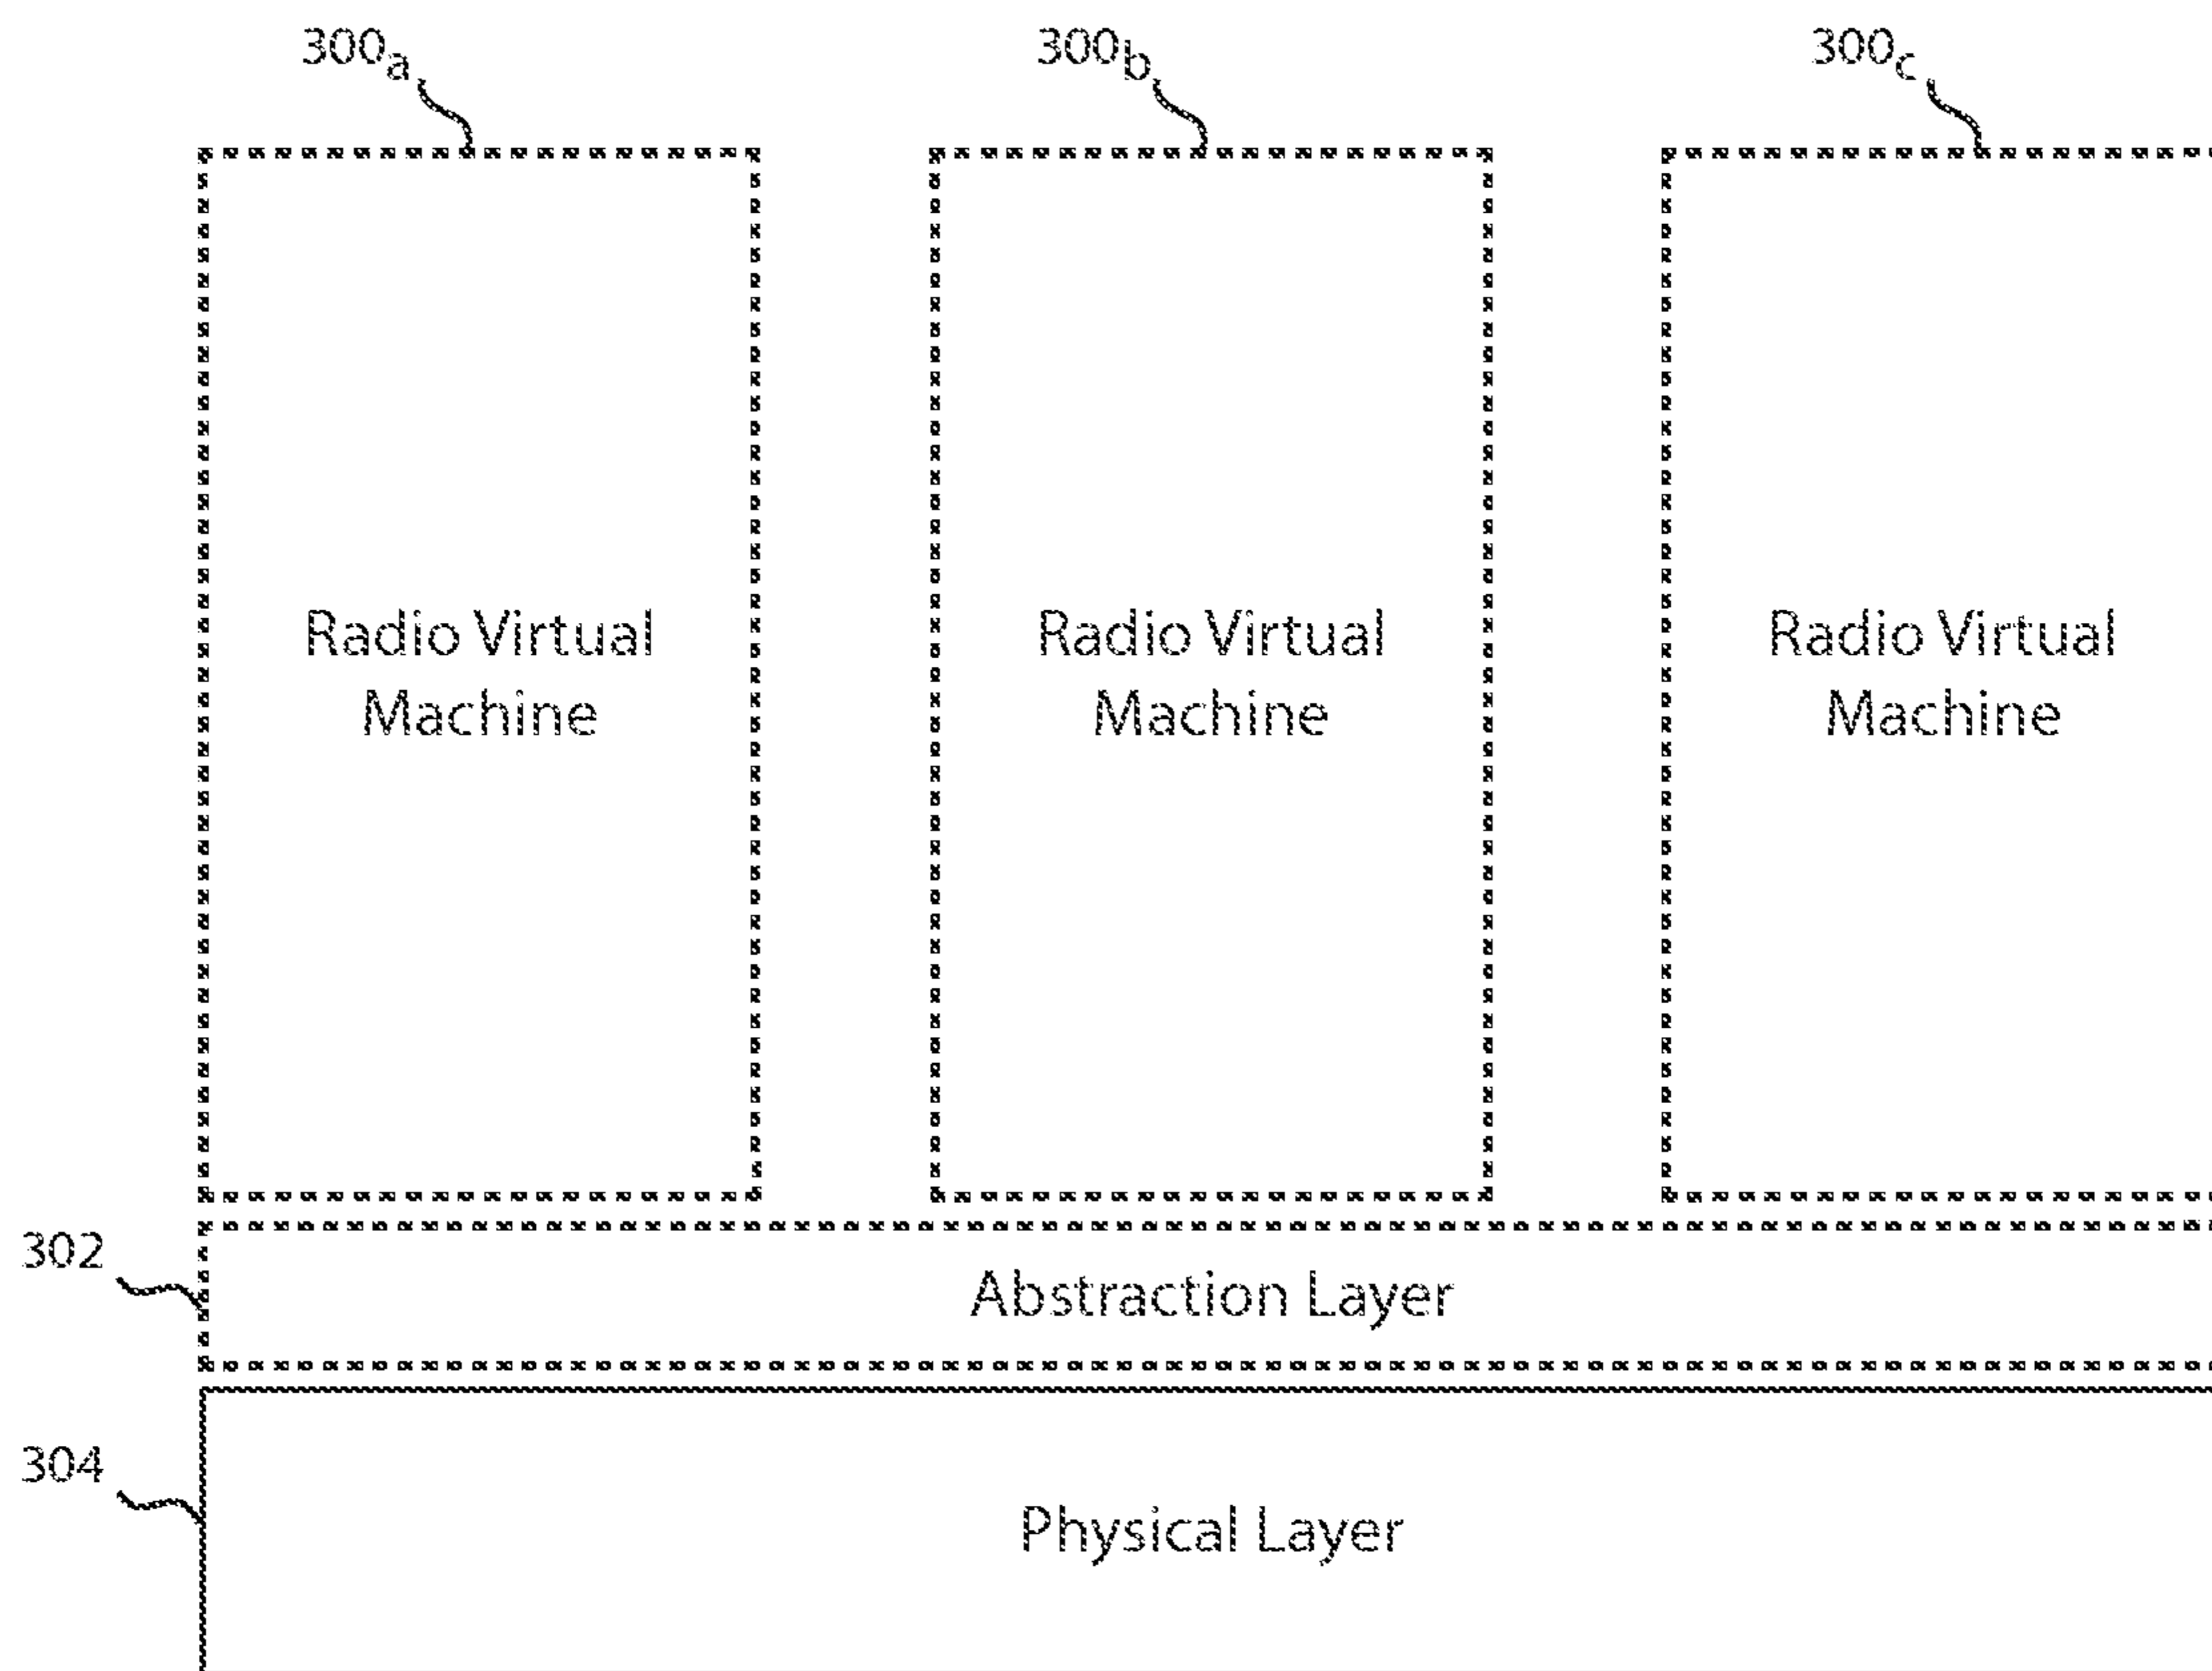 300a
300b
300c
Radio Virtual
Machine
Radio Virtual
Machine
Radio Virtual
Machine
302
Abstraction Layer
304
Physical Layer